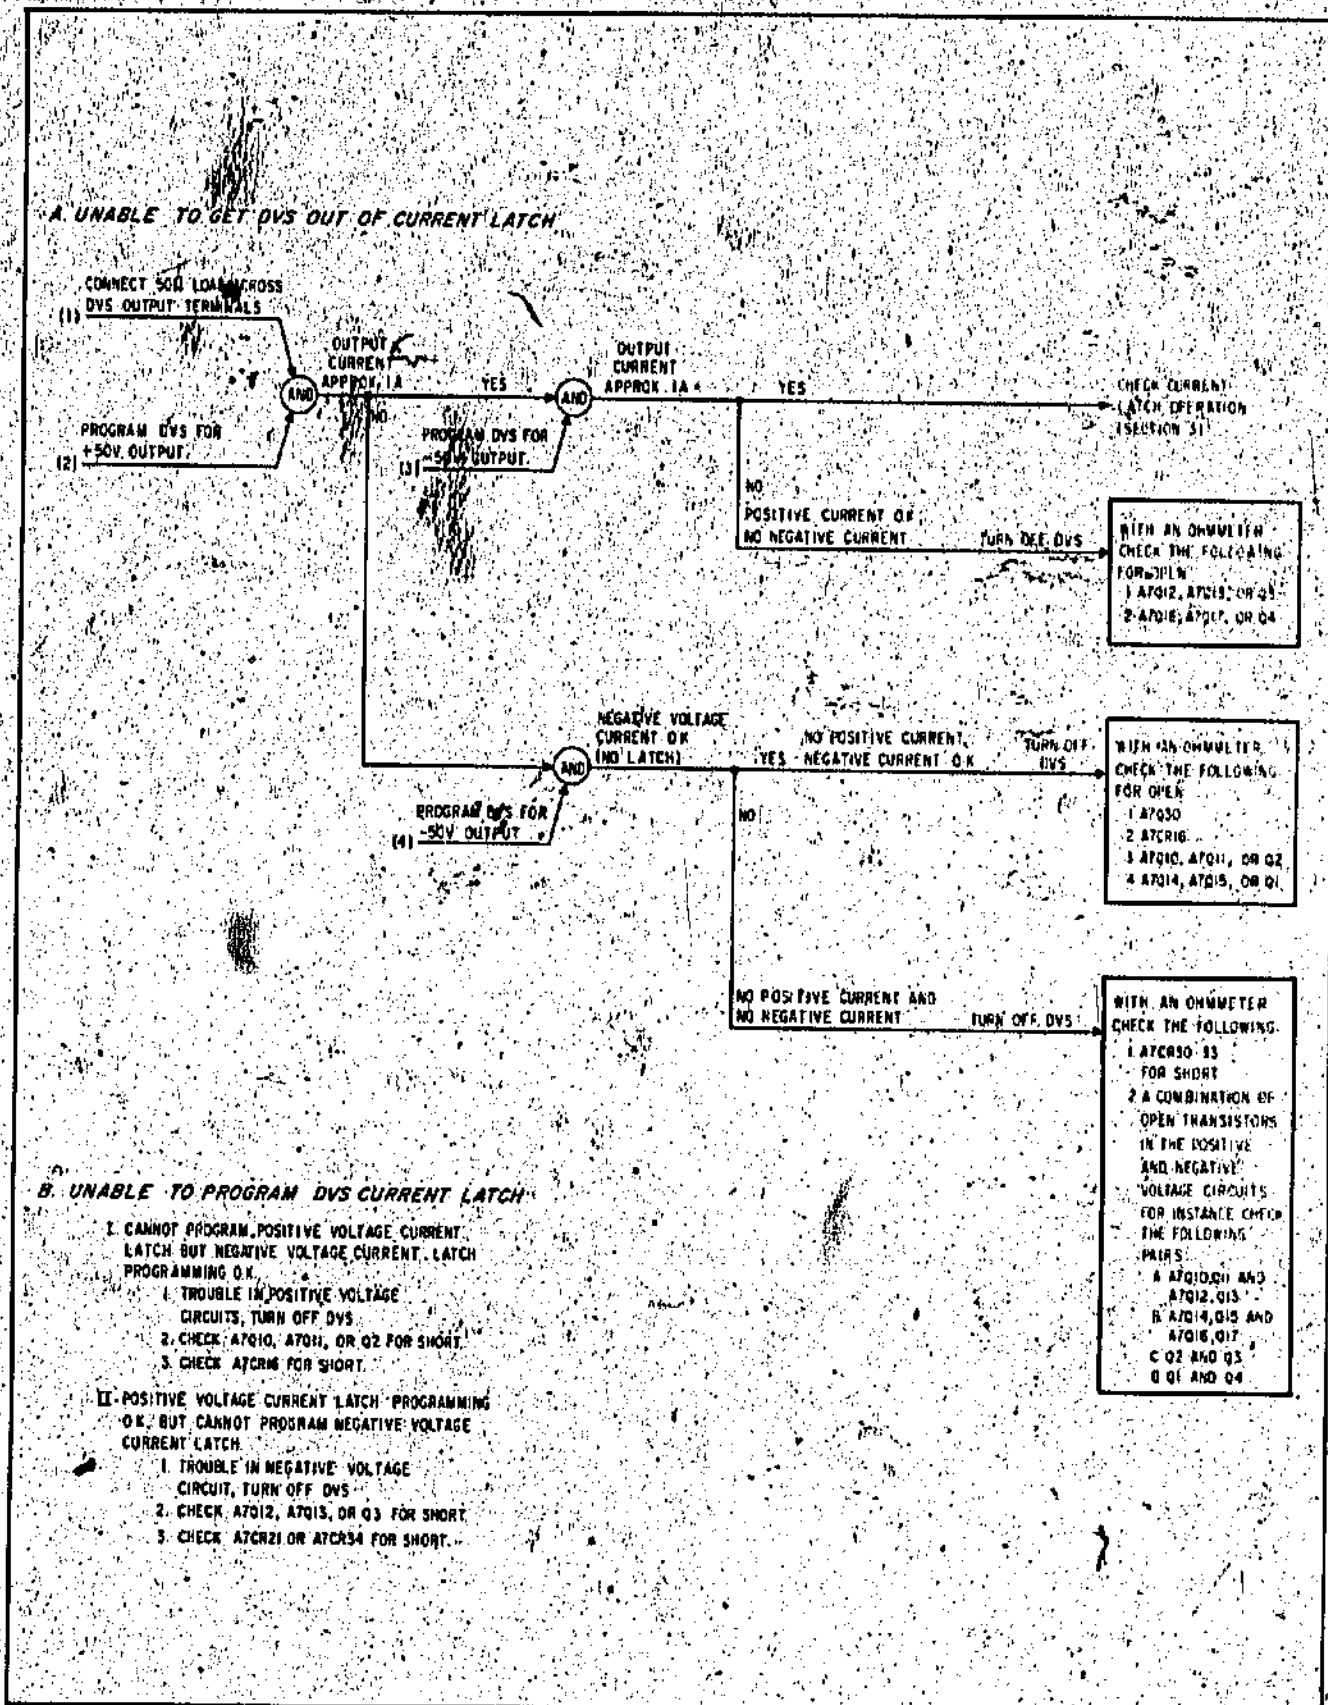 A. UNABLE TO GET DVS OUT OF CURRENT LATCH
CONNECT 50Ω LOAD ACROSS
(1) DVS OUTPUT TERMINALS
PROGRAM DVS FOR
(2) +50V OUTPUT.
AND
OUTPUT
CURRENT
APPROX. 1A
YES
NO
PROGRAM DVS FOR
(3) -50V OUTPUT.
AND
OUTPUT
CURRENT
APPROX. 1A
YES
CHECK CURRENT
LATCH OPERATION
(SECTION 3)
NO
POSITIVE CURRENT O.K.
NO NEGATIVE CURRENT
TURN OFF DVS
WITH AN OHMMETER
CHECK THE FOLLOWING
FOR OPEN
1 A7Q12, A7Q13, OR Q3
2 A7Q16, A7Q17, OR Q4
PROGRAM DVS FOR
(4) -50V OUTPUT
AND
NEGATIVE VOLTAGE
CURRENT O.K.
(NO LATCH)
YES
NO POSITIVE CURRENT,
NEGATIVE CURRENT O.K.
TURN OFF
DVS
WITH AN OHMMETER
CHECK THE FOLLOWING
FOR OPEN
1 A7Q30
2 A7CR16
3 A7Q10, A7Q11, OR Q2
4 A7Q14, A7Q15, OR Q1
NO
NO POSITIVE CURRENT AND
NO NEGATIVE CURRENT
TURN OFF DVS
WITH AN OHMMETER
CHECK THE FOLLOWING
1. A7CR30-33
FOR SHORT
2 A COMBINATION OF
OPEN TRANSISTORS
IN THE POSITIVE
AND NEGATIVE
VOLTAGE CIRCUITS
FOR INSTANCE CHECK
THE FOLLOWING
PAIRS
A A7Q10,Q11 AND
A7Q12,Q13
B A7Q14,Q15 AND
A7Q16,Q17
C Q2 AND Q3
D Q1 AND Q4
B. UNABLE TO PROGRAM DVS CURRENT LATCH
I. CANNOT PROGRAM POSITIVE VOLTAGE CURRENT
LATCH BUT NEGATIVE VOLTAGE CURRENT LATCH
PROGRAMMING O.K.
1. TROUBLE IN POSITIVE VOLTAGE
CIRCUITS, TURN OFF DVS
2. CHECK A7Q10, A7Q11, OR Q2 FOR SHORT.
3. CHECK A7CR16 FOR SHORT.
II. POSITIVE VOLTAGE CURRENT LATCH PROGRAMMING
O.K. BUT CANNOT PROGRAM NEGATIVE VOLTAGE
CURRENT LATCH
1. TROUBLE IN NEGATIVE VOLTAGE
CIRCUIT, TURN OFF DVS
2. CHECK A7Q12, A7Q13, OR Q3 FOR SHORT
3. CHECK A7CR21 OR A7CR34 FOR SHORT.